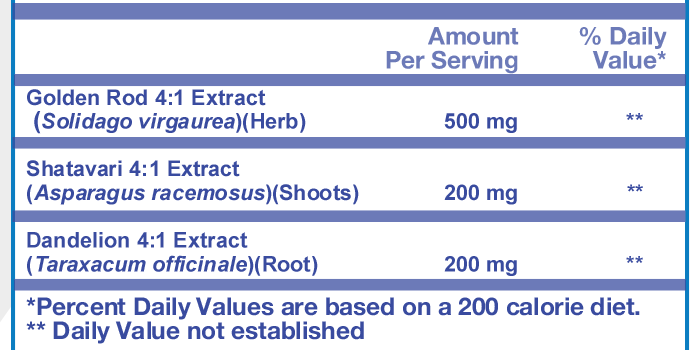 Amount % Daily
Per Serving Value*
Golden Rod 4:1 Extract
(Solidago virgaurea)(Herb) 500 mg **
Shatavari 4:1 Extract
(Asparagus racemosus)(Shoots) 200 mg **
Dandelion 4:1 Extract
(Taraxacum officinale)(Root) 200 mg **
*Percent Daily Values are based on a 200 calorie diet.
** Daily Value not established